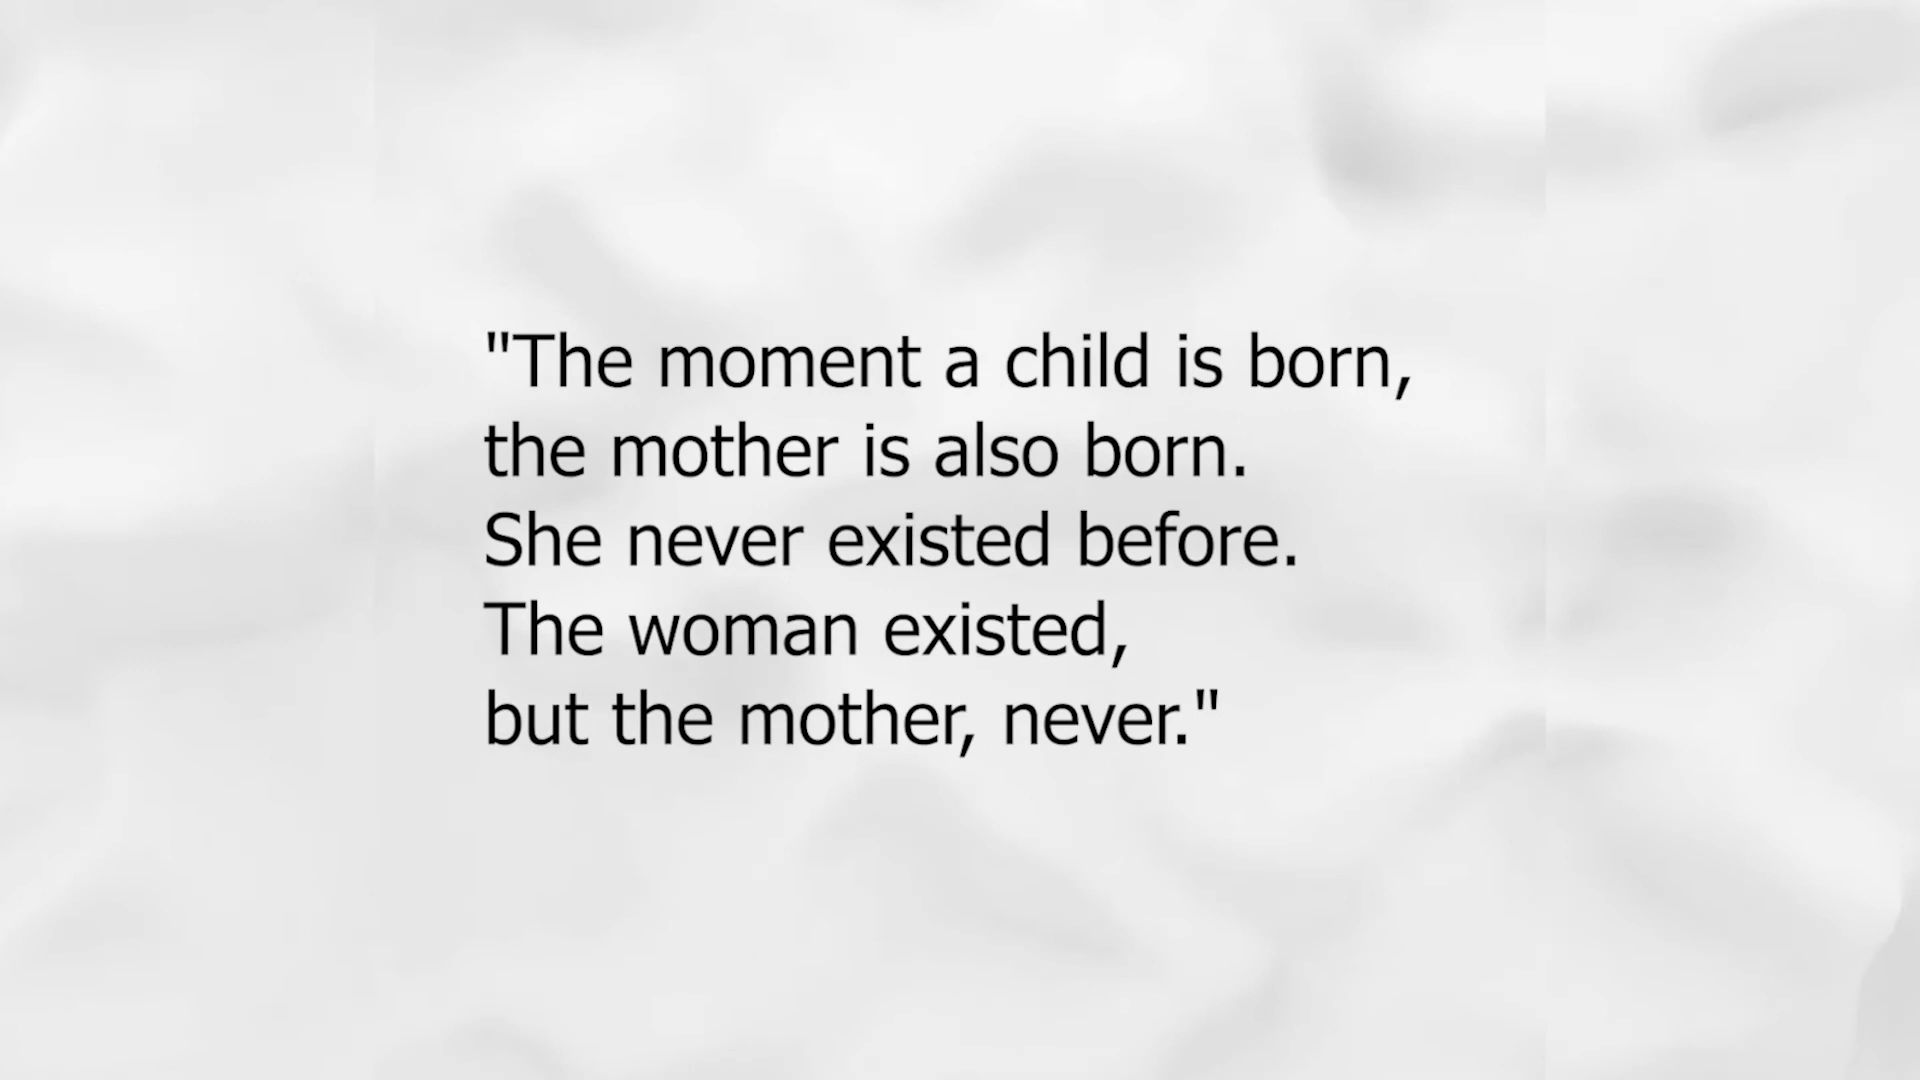 "The moment a child is born,
the mother is also born.
She never existed before.
The woman existed,
but the mother, never."